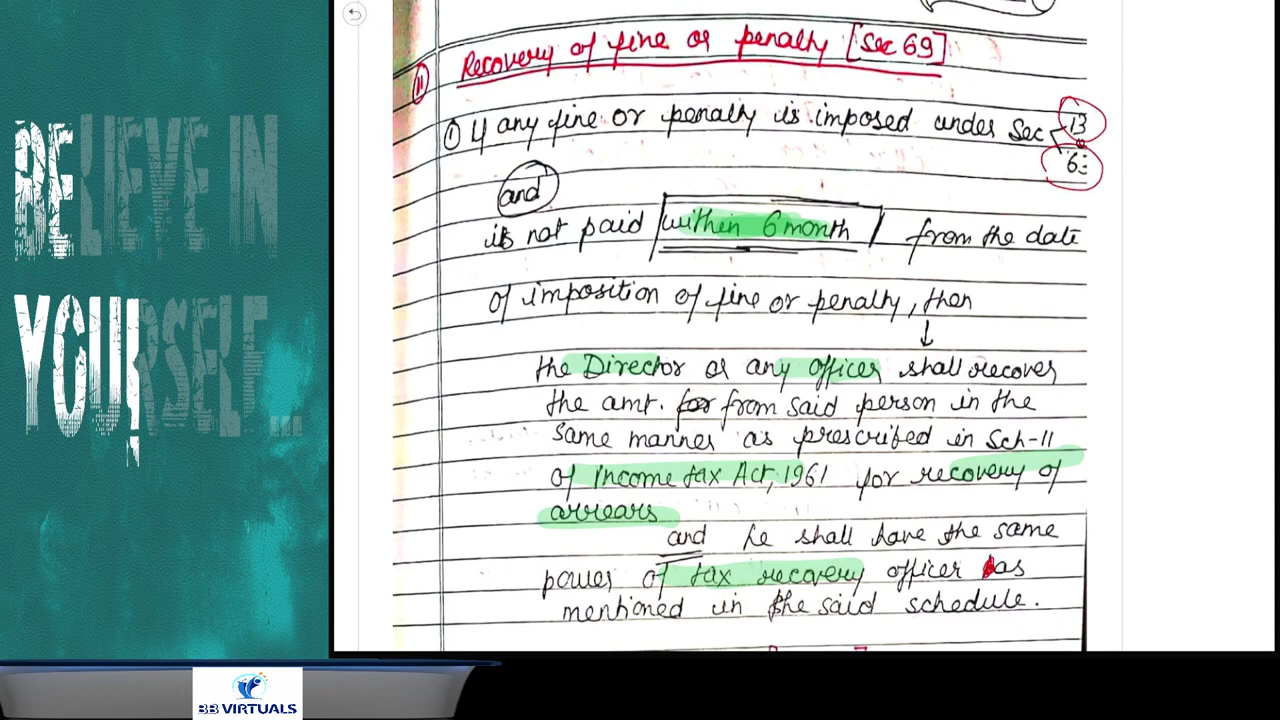 BELIEVE IN
YOURSELF...
BB VIRTUALS
11 Recovery of fine or penalty [Sec 69]
① If any fine or penalty is imposed under Sec 13
63
and
is not paid within 6 month from the date
of imposition of fine or penalty, then
the Director or any officer shall recover
the amt. for from said person in the
same manner as prescribed in Sch-II
of Income tax Act, 1961 for recovery of
arrears
and he shall have the same
power of tax recovery officer as
mentioned in the said schedule.